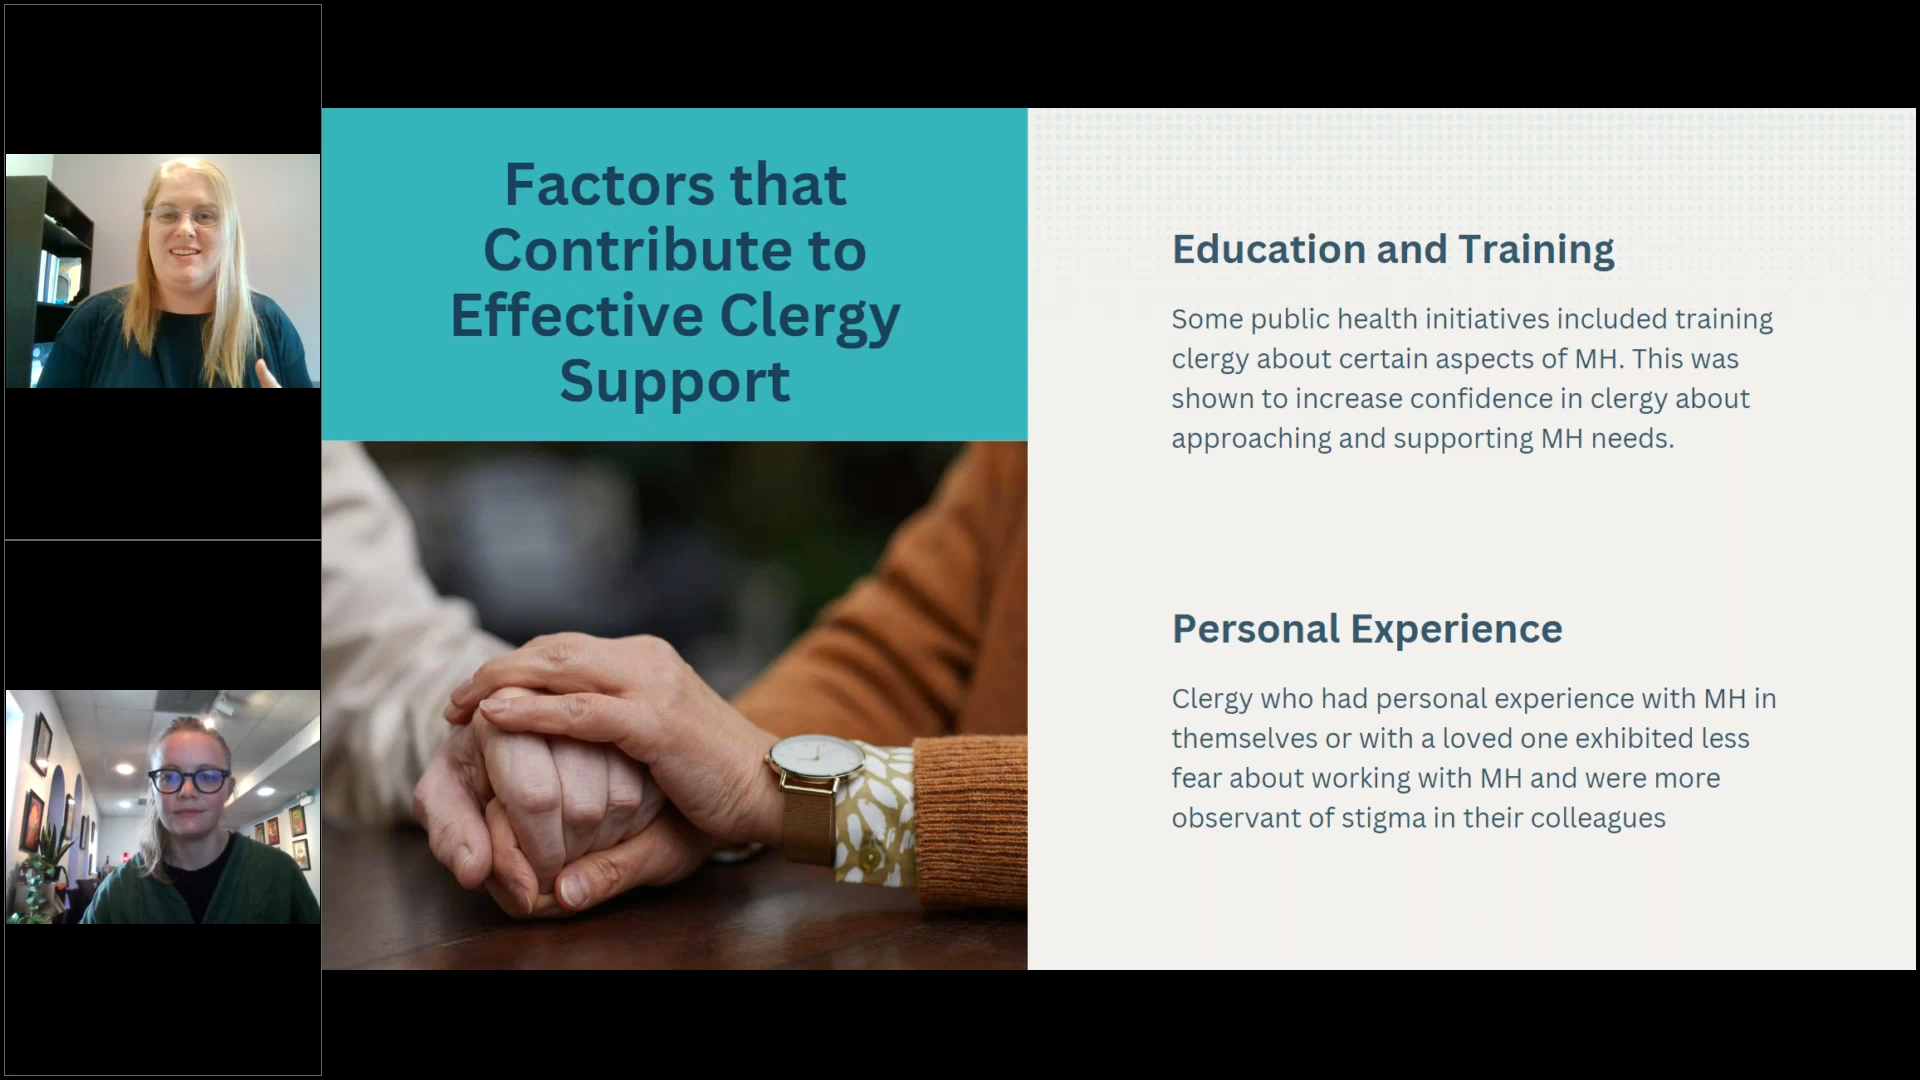 Factors that
Contribute to
Effective Clergy
Support
Education and Training
Some public health initiatives included training
clergy about certain aspects of MH. This was
shown to increase confidence in clergy about
approaching and supporting MH needs.
Personal Experience
Clergy who had personal experience with MH in
themselves or with a loved one exhibited less
fear about working with MH and were more
observant of stigma in their colleagues